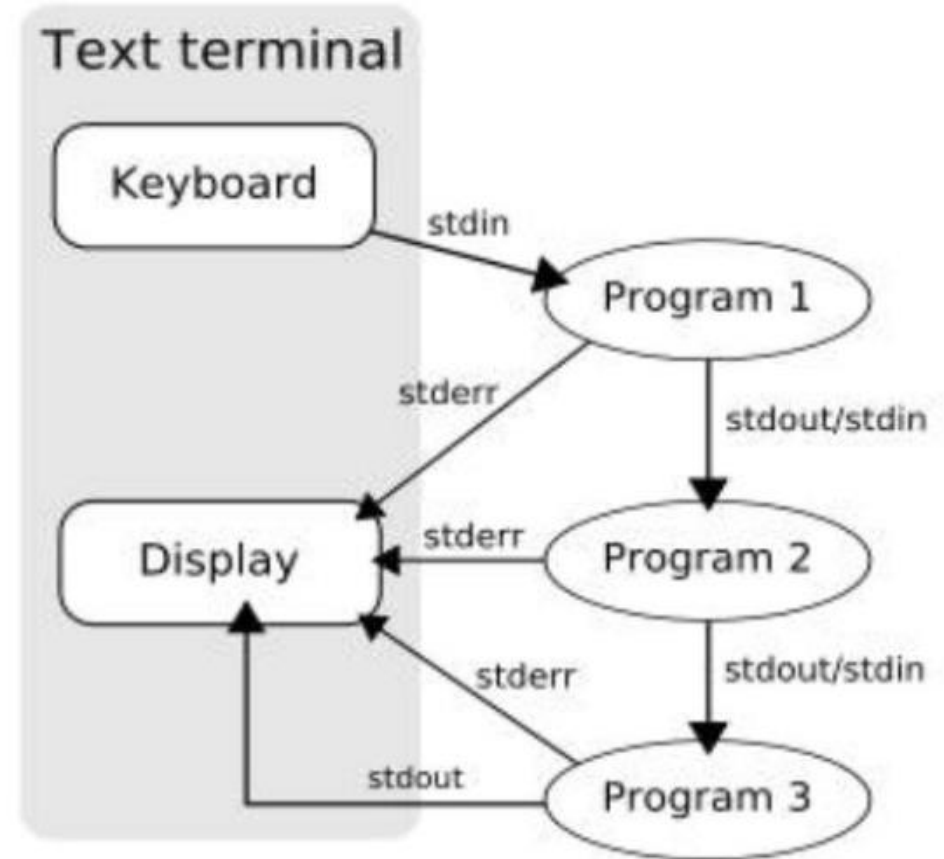 Text terminal
Keyboard
stdin
Program 1
stderr
stdout/stdin
Display
stderr
Program 2
stderr
stdout/stdin
stdout
Program 3